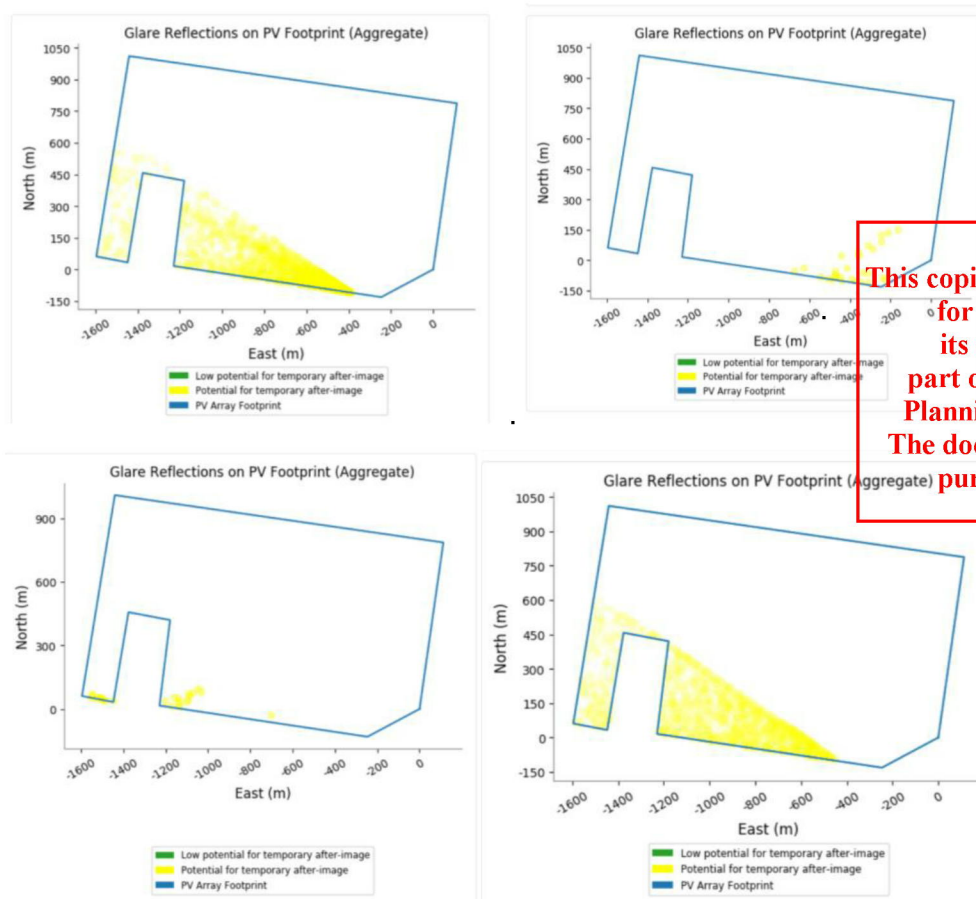 Glare Reflections on PV Footprint (Aggregate)
1050
900
750
600
450
300
150
0
-150
North (m)
-1600 -1400 -1200 -1000 -800 -600 -400 -200 0
East (m)
Low potential for temporary after-image
Potential for temporary after-image
PV Array Footprint
Glare Reflections on PV Footprint (Aggregate)
1050
900
750
600
450
300
150
0
-150
North (m)
-1600 -1400 -1200 -1000 -800 -600 -400 -200 0
East (m)
Low potential for temporary after-image
Potential for temporary after-image
PV Array Footprint
This copi
for
its
part o
Planni
The doc
pur
Glare Reflections on PV Footprint (Aggregate)
900
600
300
0
North (m)
-1600 -1400 -1200 -1000 -800 -600 -400 -200 0
East (m)
Low potential for temporary after-image
Potential for temporary after-image
PV Array Footprint
Glare Reflections on PV Footprint (Aggregate)
1050
900
750
600
450
300
150
0
-150
North (m)
-1600 -1400 -1200 -1000 -800 -600 -400 -200 0
East (m)
Low potential for temporary after-image
Potential for temporary after-image
PV Array Footprint